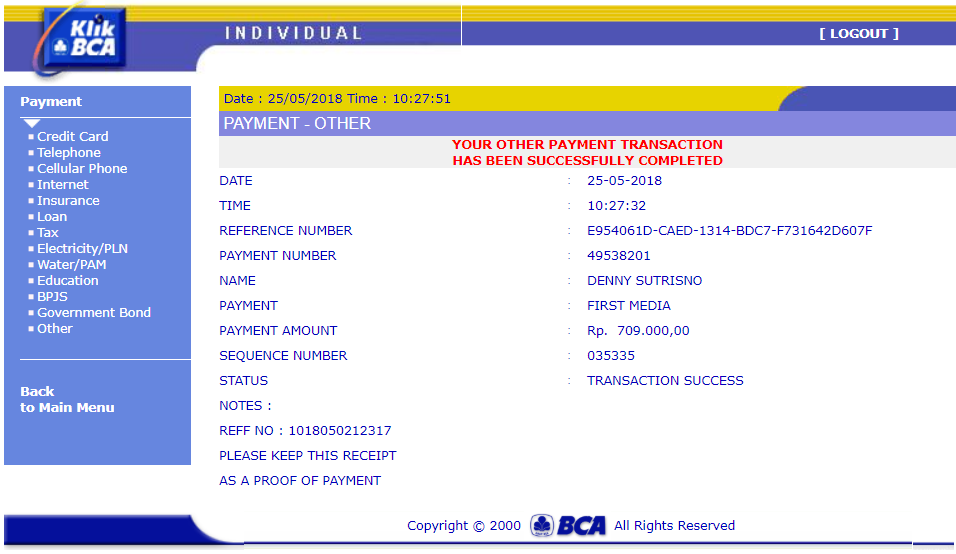 Klik
BCA
INDIVIDUAL
[ LOGOUT ]
Payment
Credit Card
Telephone
Cellular Phone
Internet
Insurance
Loan
Tax
Electricity/PLN
Water/PAM
Education
BPJS
Government Bond
Other
Back
to Main Menu
Date : 25/05/2018 Time : 10:27:51
PAYMENT - OTHER
YOUR OTHER PAYMENT TRANSACTION
HAS BEEN SUCCESSFULLY COMPLETED
DATE : 25-05-2018
TIME : 10:27:32
REFERENCE NUMBER : E954061D-CAED-1314-BDC7-F731642D607F
PAYMENT NUMBER : 49538201
NAME : DENNY SUTRISNO
PAYMENT : FIRST MEDIA
PAYMENT AMOUNT : Rp. 709.000,00
SEQUENCE NUMBER : 035335
STATUS : TRANSACTION SUCCESS
NOTES :
REFF NO : 1018050212317
PLEASE KEEP THIS RECEIPT
AS A PROOF OF PAYMENT
Copyright © 2000 BCA All Rights Reserved